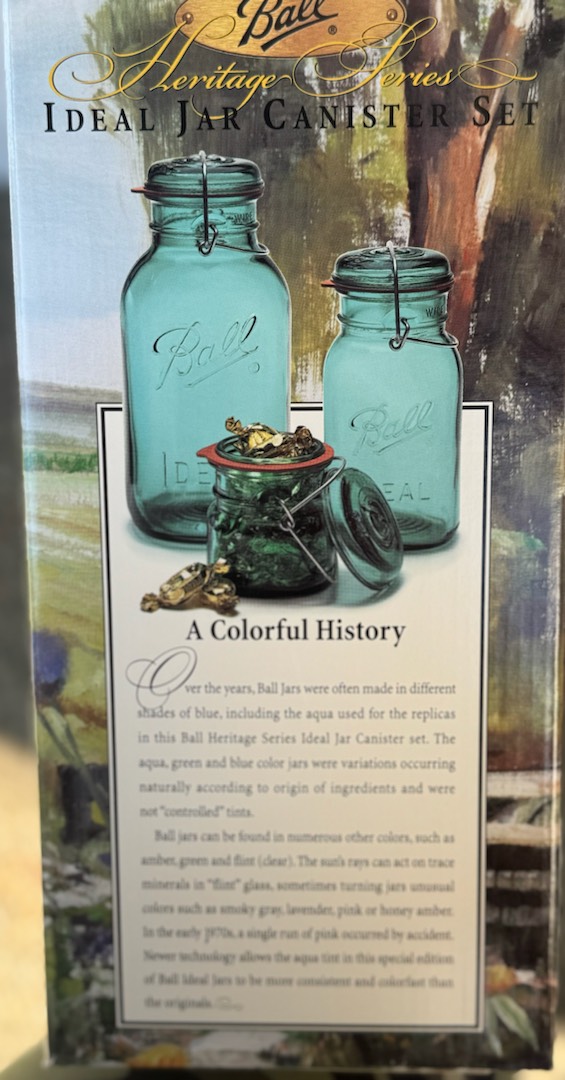 Ball®
Heritage Series
IDEAL JAR CANISTER SET
Ball
IDE
Ball
EAL
A Colorful History
Over the years, Ball Jars were often made in different
shades of blue, including the aqua used for the replicas
in this Ball Heritage Series Ideal Jar Canister set. The
aqua, green and blue color jars were variations occurring
naturally according to origin of ingredients and were
not "controlled" tints.
Ball jars can be found in numerous other colors, such as
amber, green and flint (clear). The sun's rays can act on trace
minerals in "flint" glass, sometimes turning jars unusual
colors such as smoky gray, lavender, pink or honey amber.
In the early 1970s, a single run of pink occurred by accident.
Newer technology allows the aqua tint in this special edition
of Ball Ideal Jars to be more consistent and colorfast than
the originals.